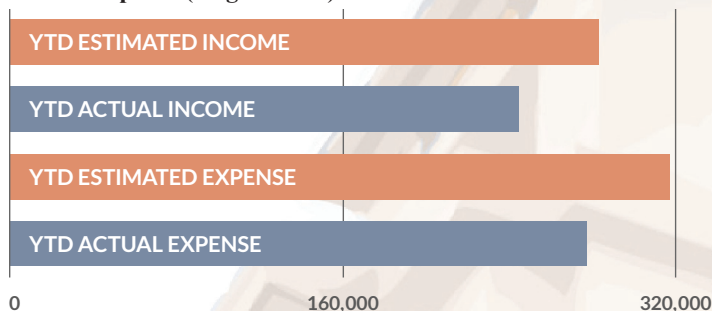 YTD ESTIMATED INCOME
YTD ACTUAL INCOME
YTD ESTIMATED EXPENSE
YTD ACTUAL EXPENSE
0 160,000 320,000